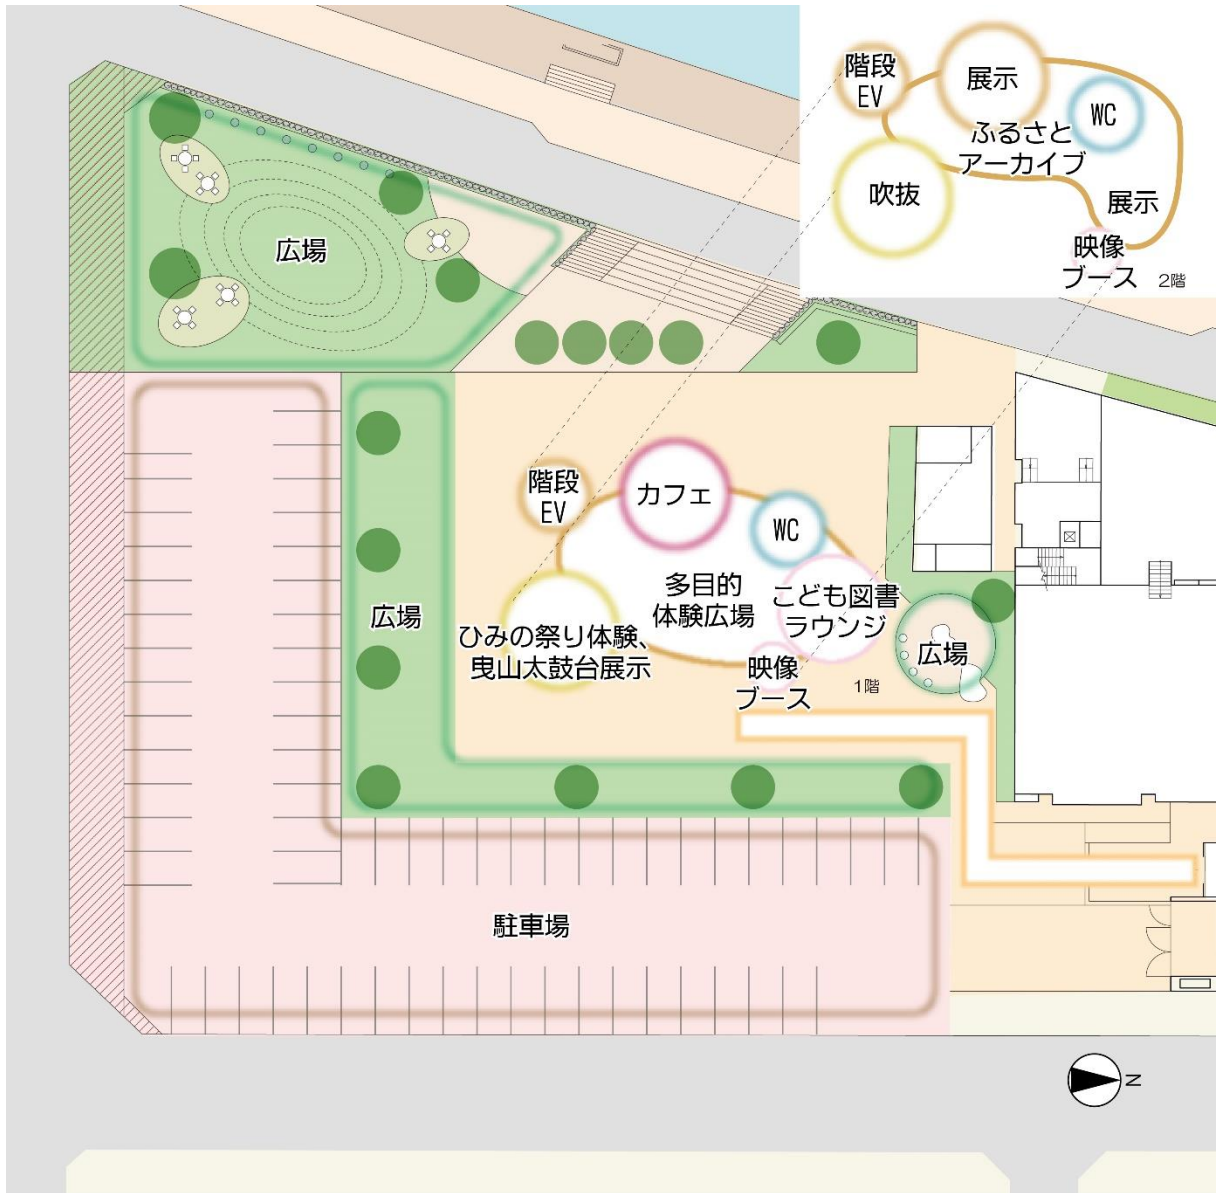 階段
EV
展示
WC
ふるさと
アーカイブ
吹抜
展示
映像
ブース
2階
広場
階段
EV
カフェ
WC
多目的
体験広場
こども図書
ラウンジ
広場
ひみの祭り体験、
曳山太鼓台展示
映像
ブース
1階
広場
駐車場
N